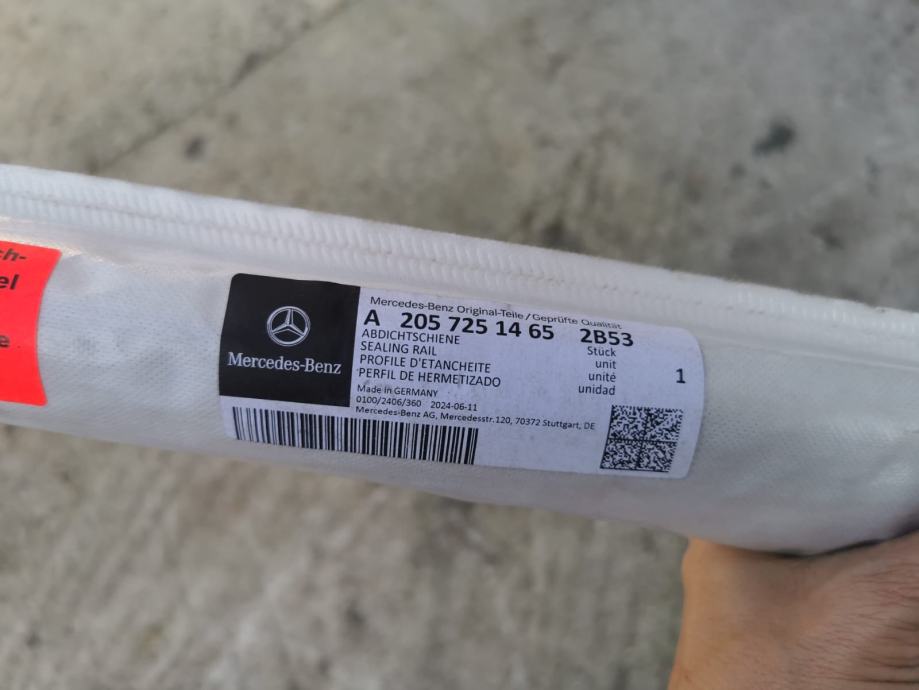 ch-
el
e
Mercedes-Benz
Mercedes-Benz Original-Teile/Geprüfte Qualität
A 205 725 14 65 2B53
ABDICHTSCHIENE Stück
SEALING RAIL unit
PROFILE D'ETANCHEITE unité
PERFIL DE HERMETIZADO unidad
1
Made in GERMANY
0100/2406/360 2024-06-11
Mercedes-Benz AG, Mercedesstr.120, 70372 Stuttgart, DE